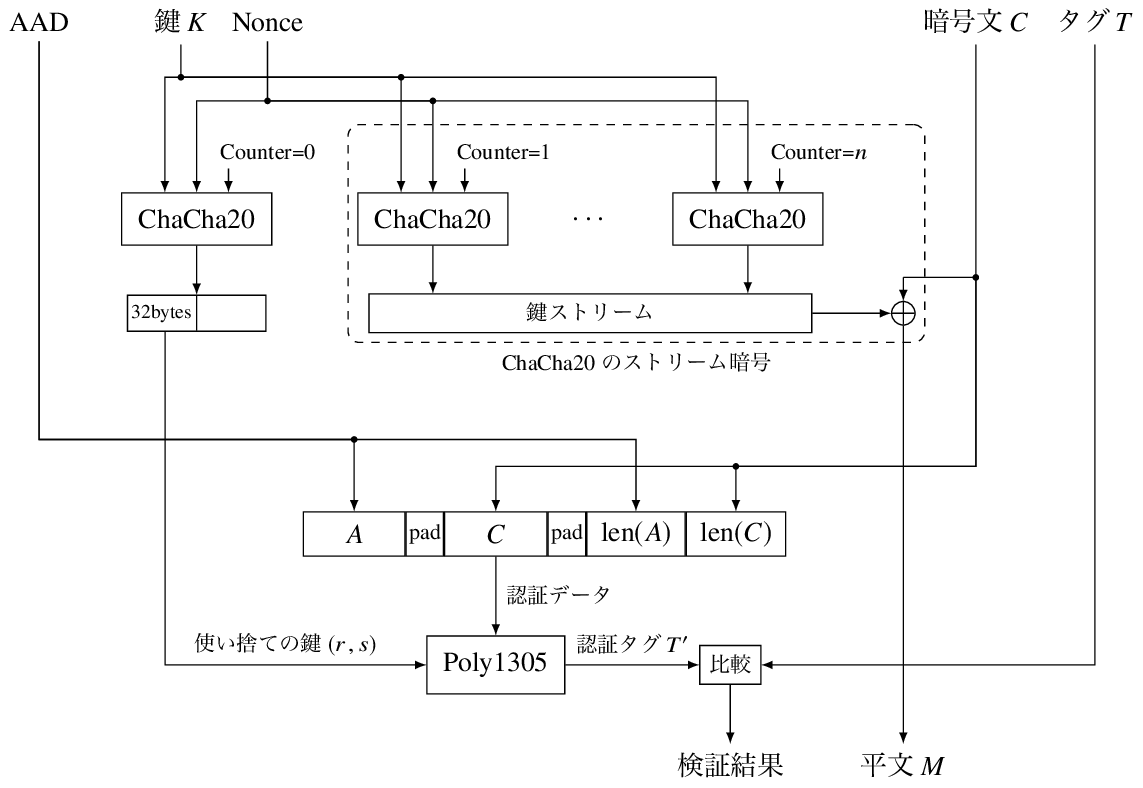 AAD 鍵 K Nonce 暗号文 C タグ T
Counter=0 Counter=1 Counter=n
ChaCha20 ChaCha20 ··· ChaCha20
32bytes 鍵ストリーム
ChaCha20 のストリーム暗号
A pad C pad len(A) len(C)
認証データ
使い捨ての鍵 (r, s) 認証タグ T′
Poly1305 比較
検証結果 平文 M